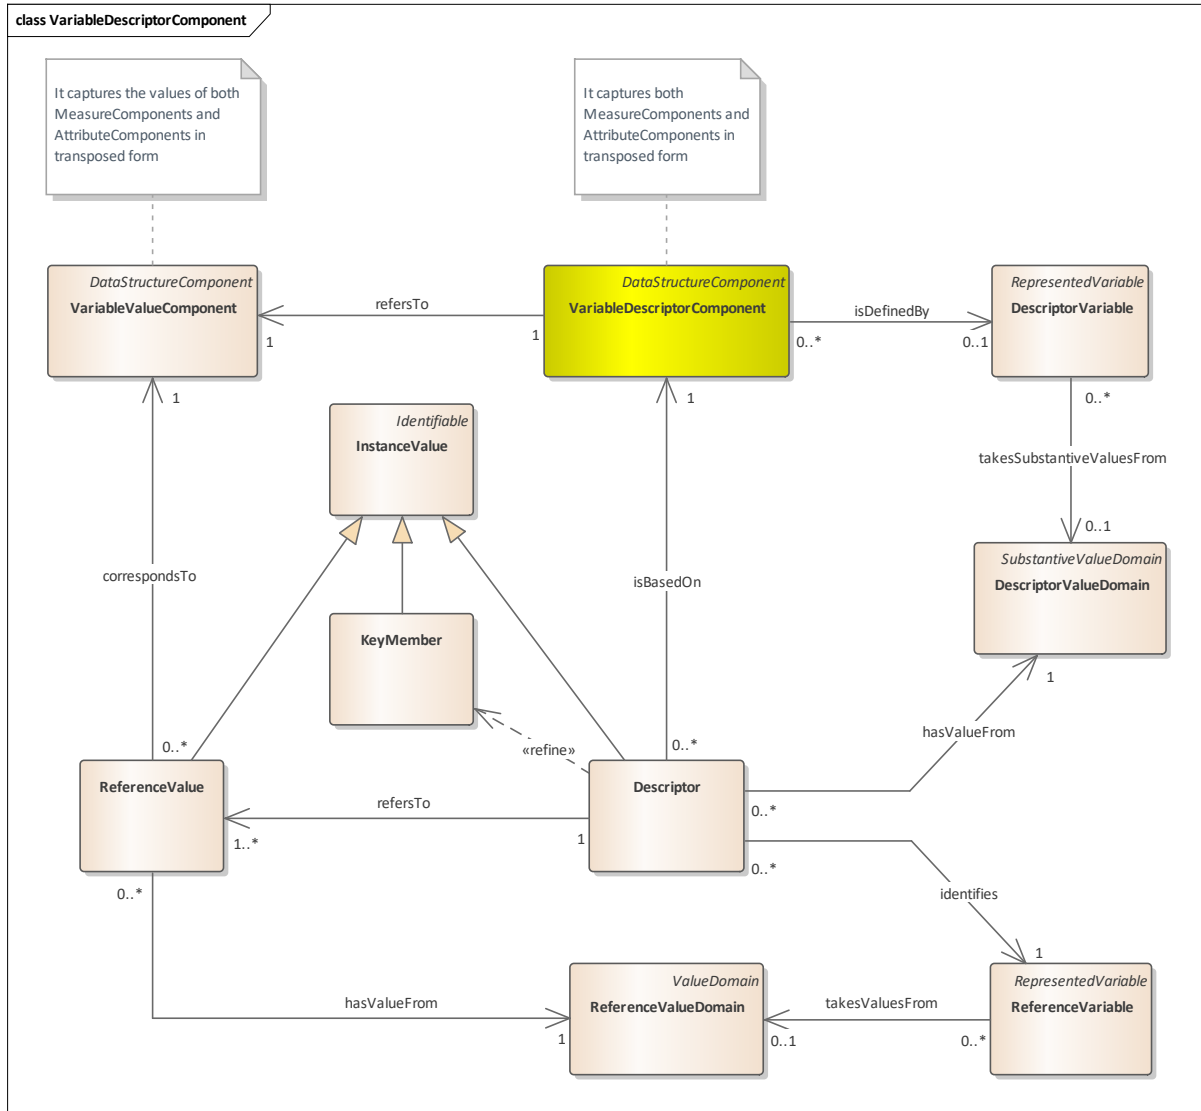 class VariableDescriptorComponent
It captures the values of both
MeasureComponents and
AttributeComponents in
transposed form
It captures both
MeasureComponents and
AttributeComponents in
transposed form
DataStructureComponent
VariableValueComponent
refersTo
1
1
DataStructureComponent
VariableDescriptorComponent
isDefinedBy
0..*
0..1
RepresentedVariable
DescriptorVariable
1
1
0..*
Identifiable
InstanceValue
takesSubstantiveValuesFrom
0..1
correspondsTo
isBasedOn
SubstantiveValueDomain
DescriptorValueDomain
KeyMember
1
«refine»
hasValueFrom
0..*
0..*
ReferenceValue
refersTo
1..*
1
Descriptor
0..*
0..*
0..*
identifies
1
hasValueFrom
1
ValueDomain
ReferenceValueDomain
takesValuesFrom
0..1
0..*
RepresentedVariable
ReferenceVariable